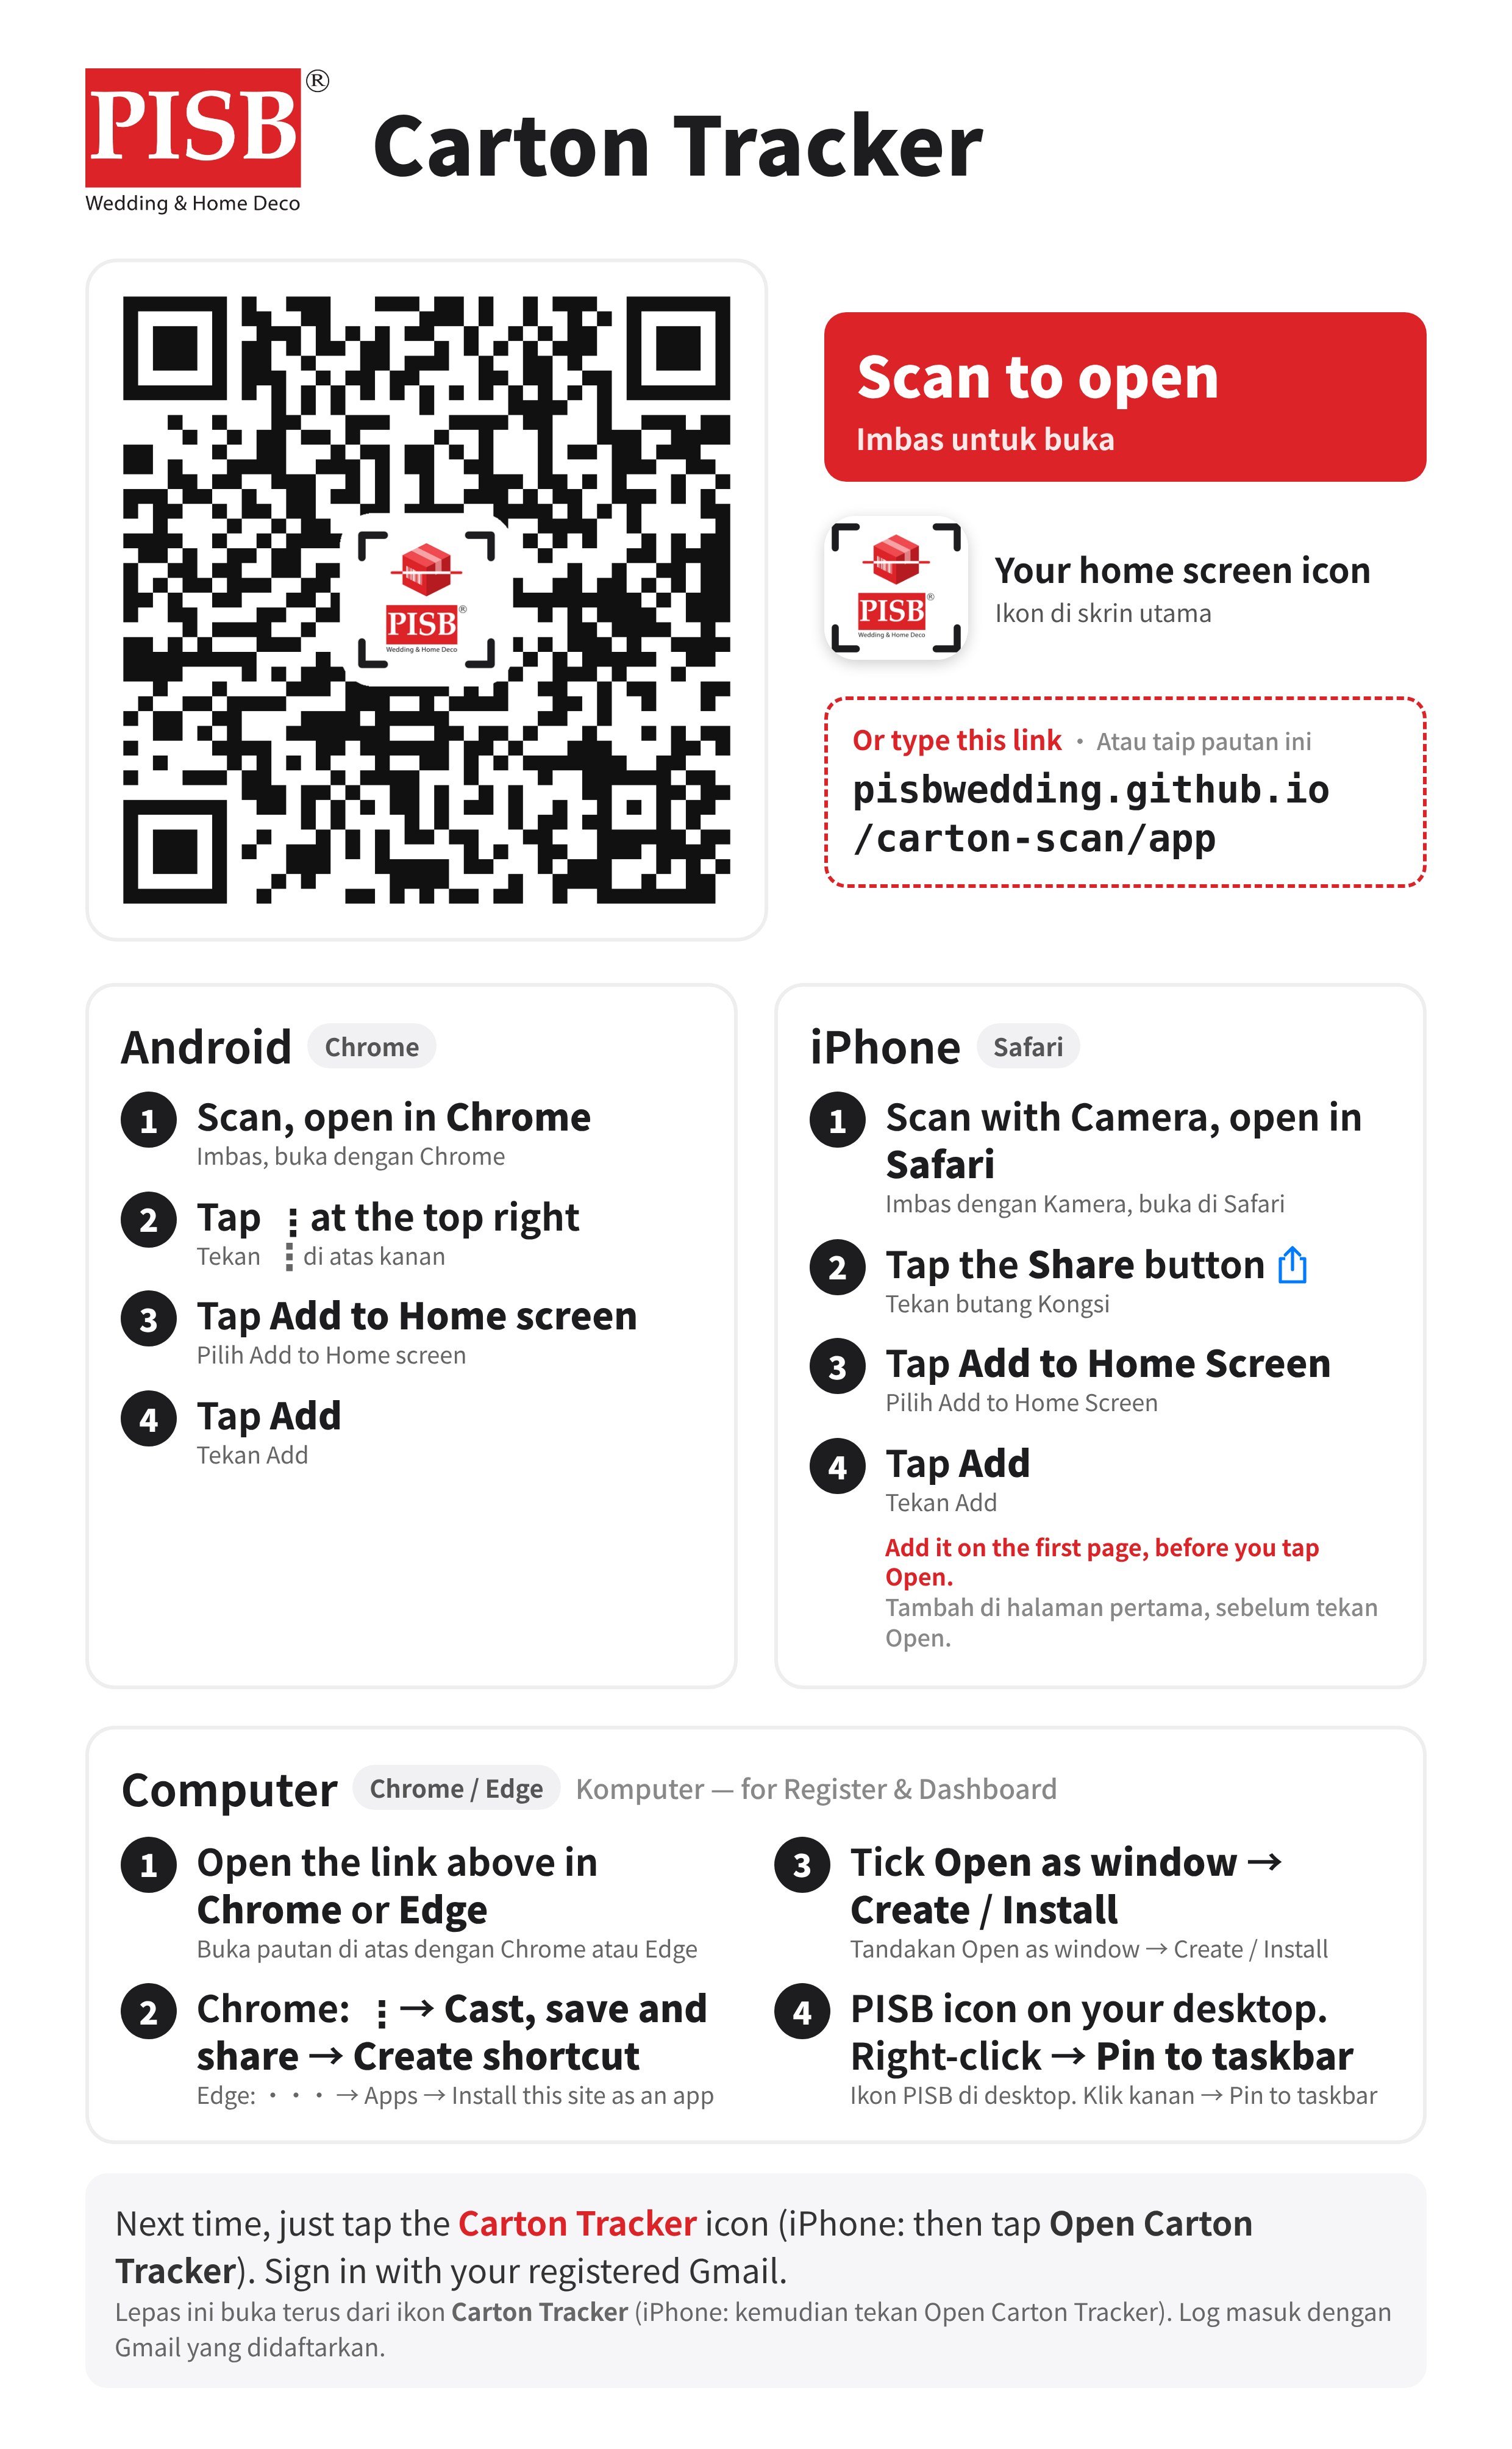 PISB®
Wedding & Home Deco
Carton Tracker
PISB®
Wedding & Home Deco
Scan to open
Imbas untuk buka
PISB®
Wedding & Home Deco
Your home screen icon
Ikon di skrin utama
Or type this link • Atau taip pautan ini
pisbwedding.github.io
/carton-scan/app
Android Chrome
1 Scan, open in Chrome
Imbas, buka dengan Chrome
2 Tap ⋮ at the top right
Tekan ⋮ di atas kanan
3 Tap Add to Home screen
Pilih Add to Home screen
4 Tap Add
Tekan Add
iPhone Safari
1 Scan with Camera, open in
Safari
Imbas dengan Kamera, buka di Safari
2 Tap the Share button
Tekan butang Kongsi
3 Tap Add to Home Screen
Pilih Add to Home Screen
4 Tap Add
Tekan Add
Add it on the first page, before you tap
Open.
Tambah di halaman pertama, sebelum tekan
Open.
Computer Chrome / Edge Komputer — for Register & Dashboard
1 Open the link above in
Chrome or Edge
Buka pautan di atas dengan Chrome atau Edge
2 Chrome: ⋮ → Cast, save and
share → Create shortcut
Edge: ··· → Apps → Install this site as an app
3 Tick Open as window →
Create / Install
Tandakan Open as window → Create / Install
4 PISB icon on your desktop.
Right-click → Pin to taskbar
Ikon PISB di desktop. Klik kanan → Pin to taskbar
Next time, just tap the Carton Tracker icon (iPhone: then tap Open Carton
Tracker). Sign in with your registered Gmail.
Lepas ini buka terus dari ikon Carton Tracker (iPhone: kemudian tekan Open Carton Tracker). Log masuk dengan
Gmail yang didaftarkan.